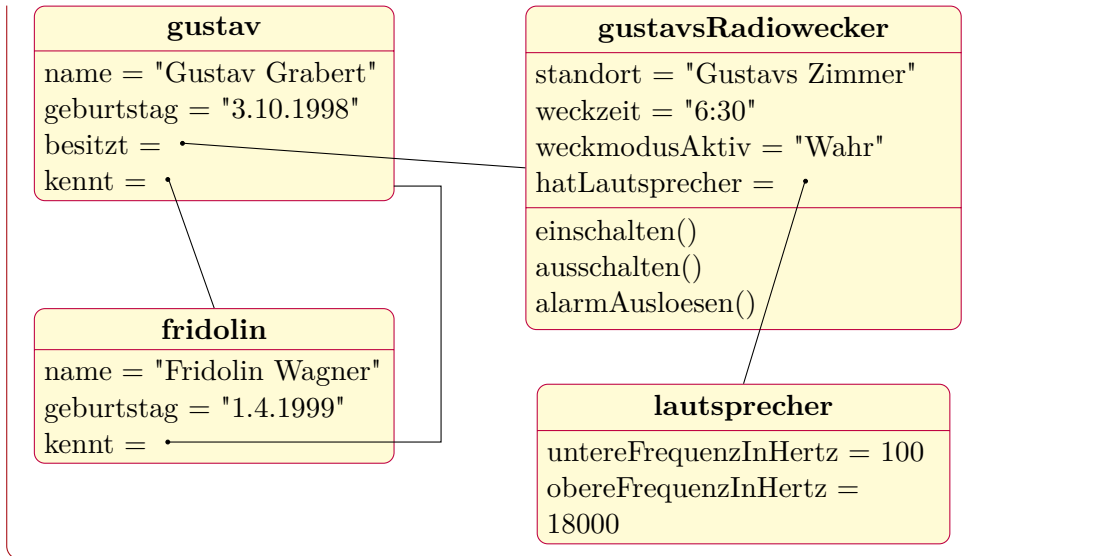 gustav
name = "Gustav Grabert"
geburtstag = "3.10.1998"
besitzt =
kennt =
gustavsRadiowecker
standort = "Gustavs Zimmer"
weckzeit = "6:30"
weckmodusAktiv = "Wahr"
hatLautsprecher =
einschalten()
ausschalten()
alarmAusloesen()
fridolin
name = "Fridolin Wagner"
geburtstag = "1.4.1999"
kennt =
lautsprecher
untereFrequenzInHertz = 100
obereFrequenzInHertz =
18000